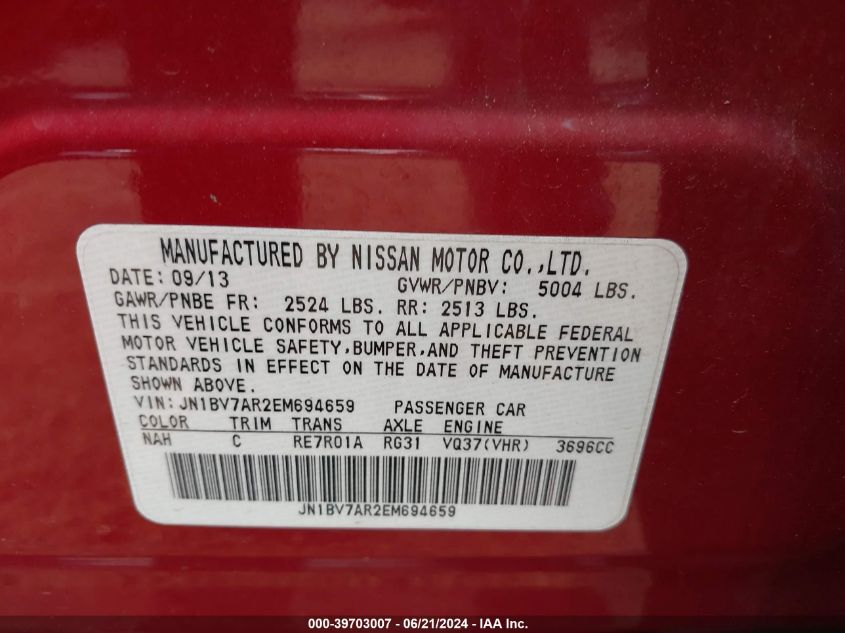 MANUFACTURED BY NISSAN MOTOR CO.,LTD.
DATE: 09/13 GVWR/PNBV: 5004 LBS.
GAWR/PNBE FR: 2524 LBS. RR: 2513 LBS.
THIS VEHICLE CONFORMS TO ALL APPLICABLE FEDERAL
MOTOR VEHICLE SAFETY,BUMPER,AND THEFT PREVENTION
STANDARDS IN EFFECT ON THE DATE OF MANUFACTURE
SHOWN ABOVE.
VIN: JN1BV7AR2EM694659 PASSENGER CAR
COLOR TRIM TRANS AXLE ENGINE
NAH C RE7R01A RG31 VQ37(VHR) 3696CC
JN1BV7AR2EM694659
000-39703007 - 06/21/2024 - IAA Inc.